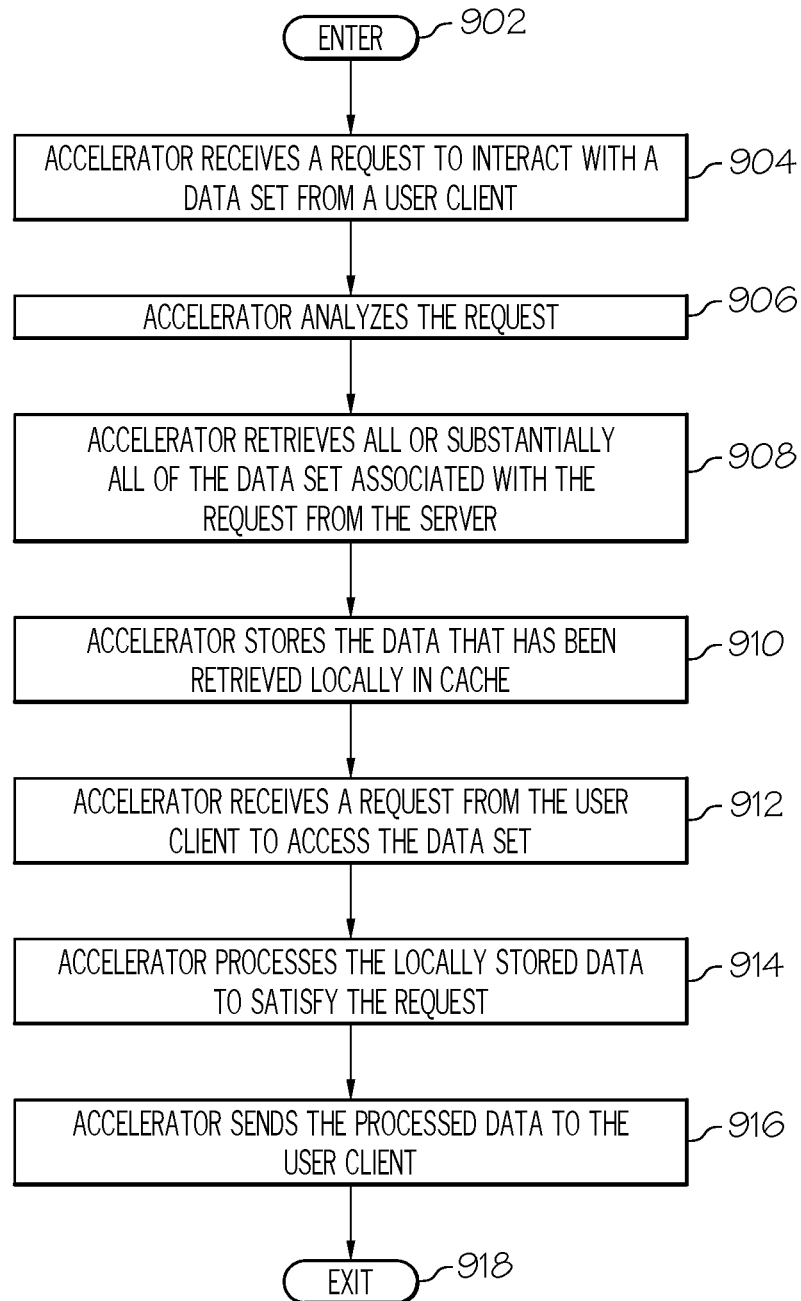 ENTER
902
ACCELERATOR RECEIVES A REQUEST TO INTERACT WITH A
DATA SET FROM A USER CLIENT
904
ACCELERATOR ANALYZES THE REQUEST
906
ACCELERATOR RETRIEVES ALL OR SUBSTANTIALLY
ALL OF THE DATA SET ASSOCIATED WITH THE
REQUEST FROM THE SERVER
908
ACCELERATOR STORES THE DATA THAT HAS BEEN
RETRIEVED LOCALLY IN CACHE
910
ACCELERATOR RECEIVES A REQUEST FROM THE USER
CLIENT TO ACCESS THE DATA SET
912
ACCELERATOR PROCESSES THE LOCALLY STORED DATA
TO SATISFY THE REQUEST
914
ACCELERATOR SENDS THE PROCESSED DATA TO THE
USER CLIENT
916
EXIT
918